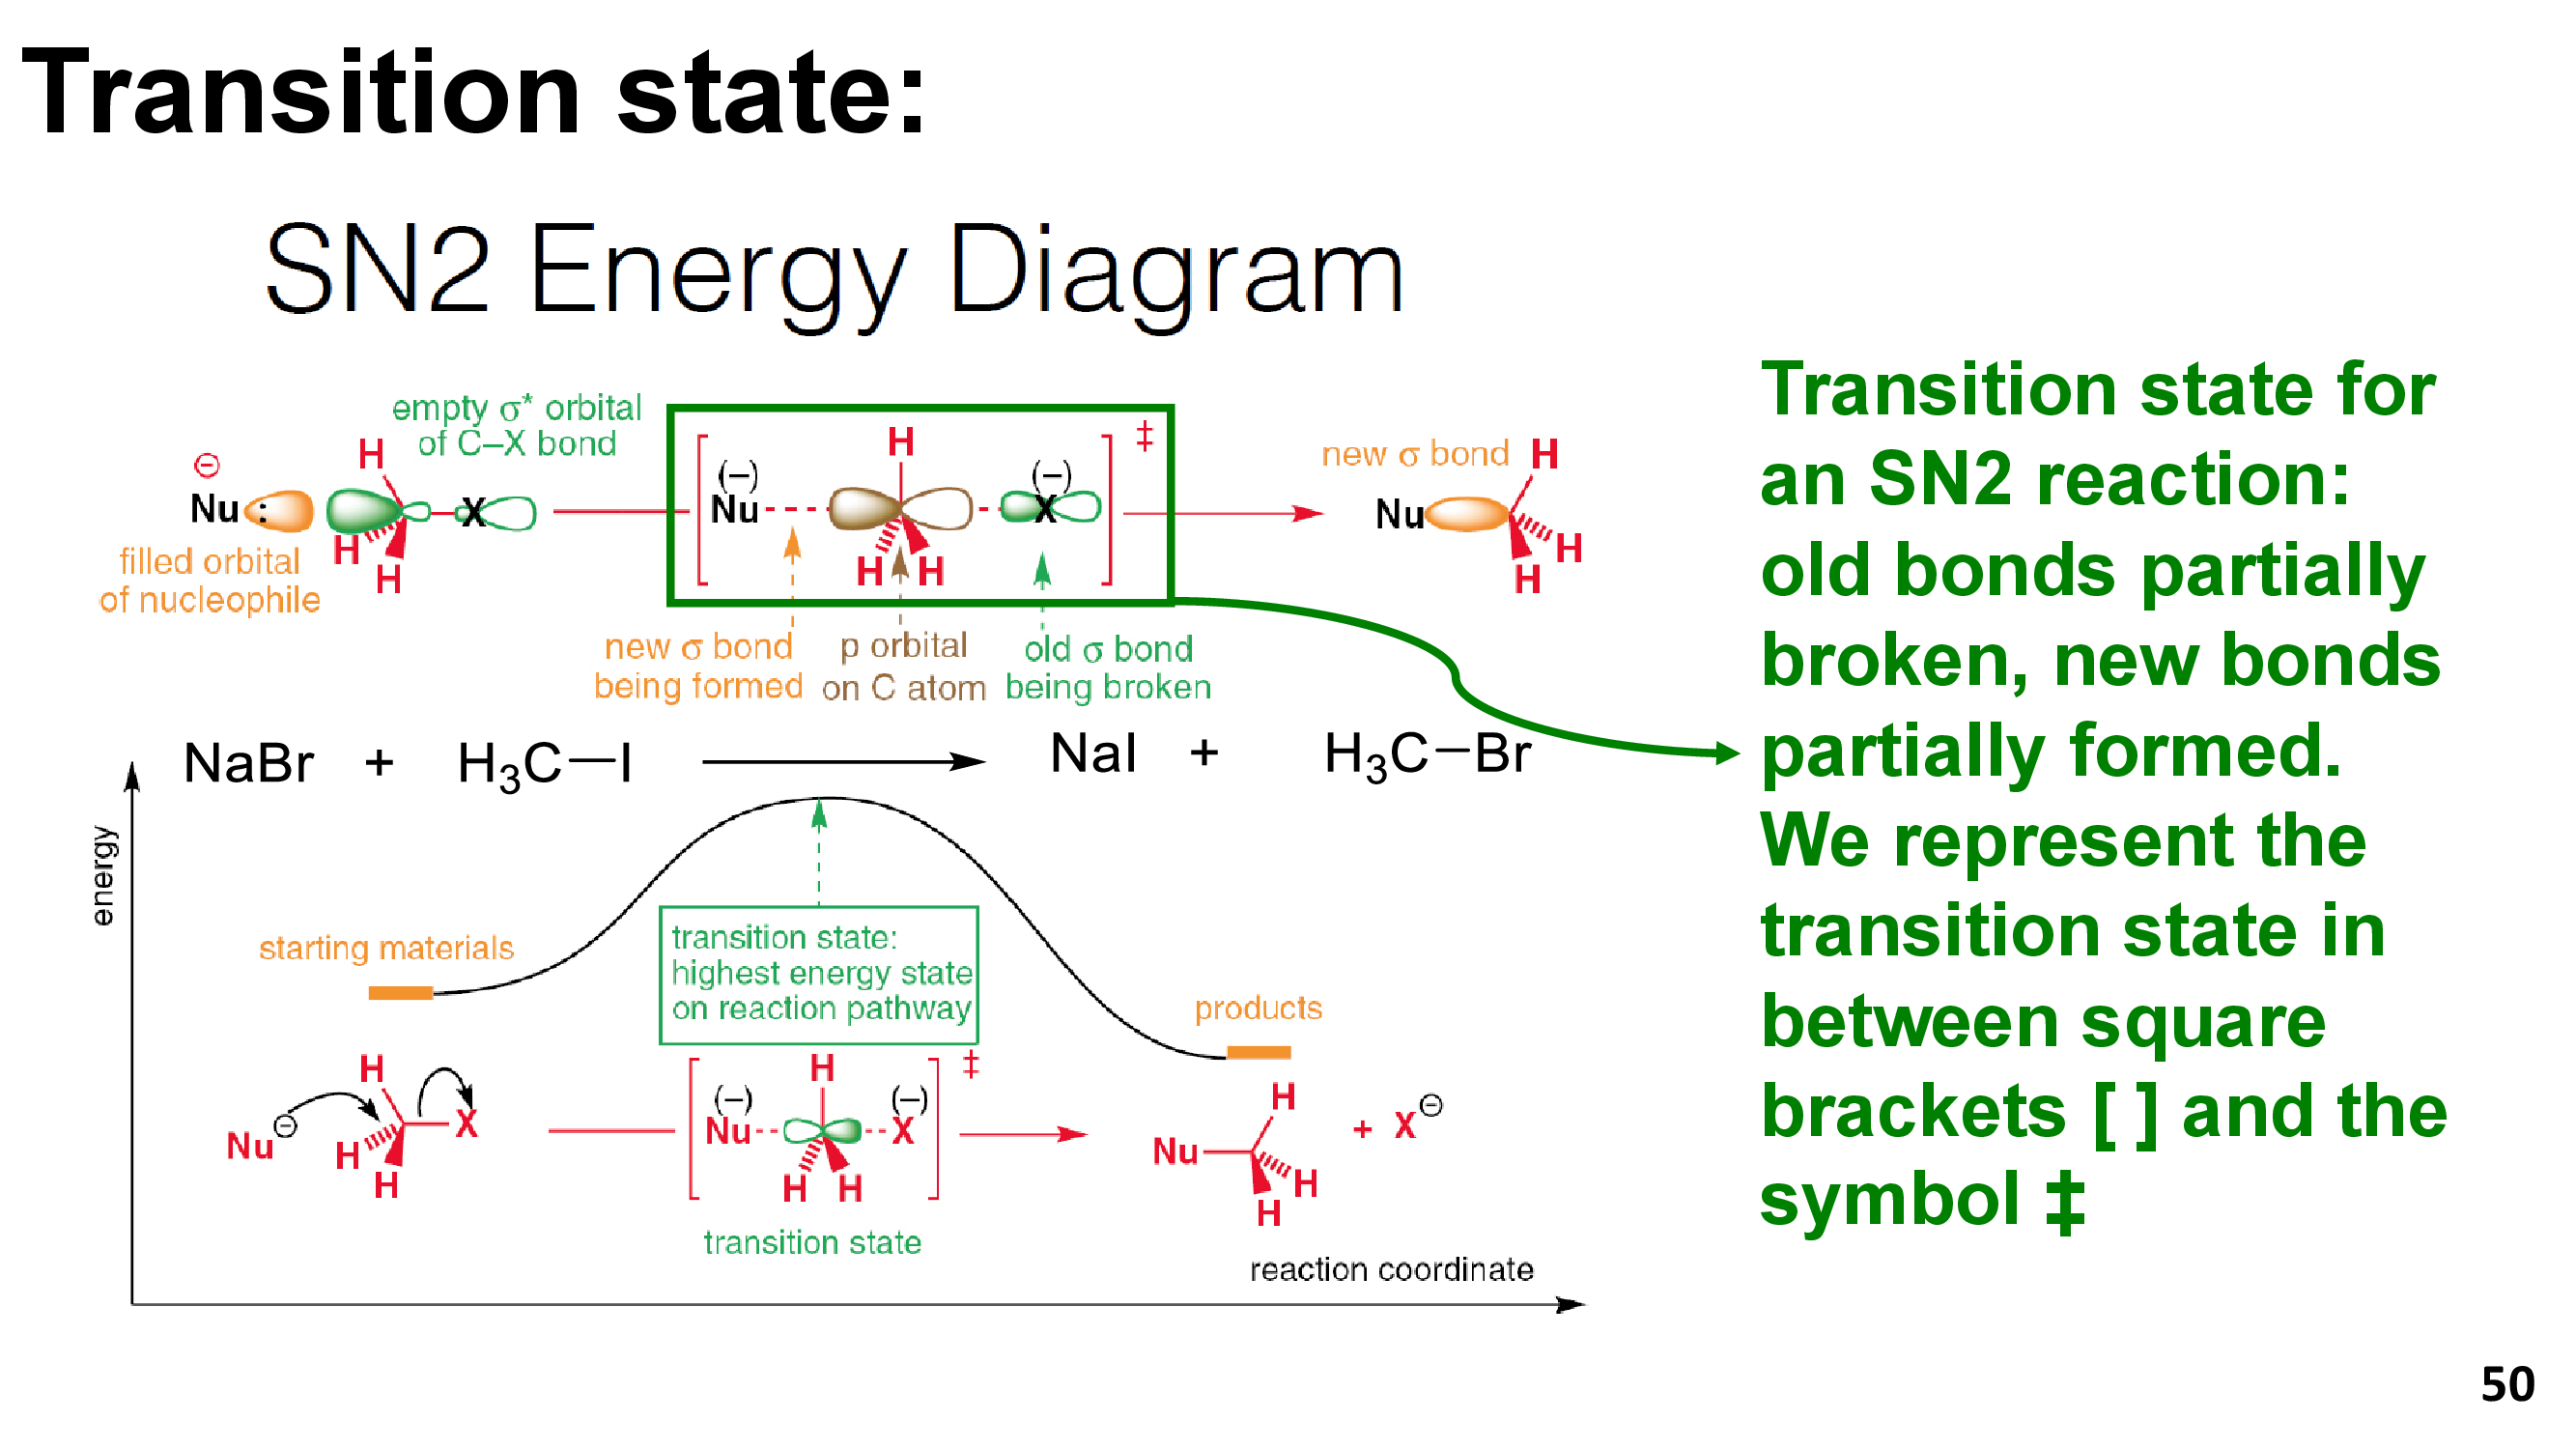 Transition state:
SN2 Energy Diagram
empty σ* orbital
of C–X bond
⊖
Nu :
H
X
H
H
filled orbital
of nucleophile
[ (–) Nu H H H (–) X ] ‡
new σ bond
being formed
p orbital
on C atom
old σ bond
being broken
new σ bond
Nu
H
H
H
Transition state for
an SN2 reaction:
old bonds partially
broken, new bonds
partially formed.
We represent the
transition state in
between square
brackets [ ] and the
symbol ‡
NaBr + H₃C–I NaI + H₃C–Br
energy
starting materials
transition state:
highest energy state
on reaction pathway
products
Nu ⊖
H
X
H
H
[ (–) Nu H H H (–) X ] ‡
transition state
Nu
H
H
H
+ X ⊖
reaction coordinate
50